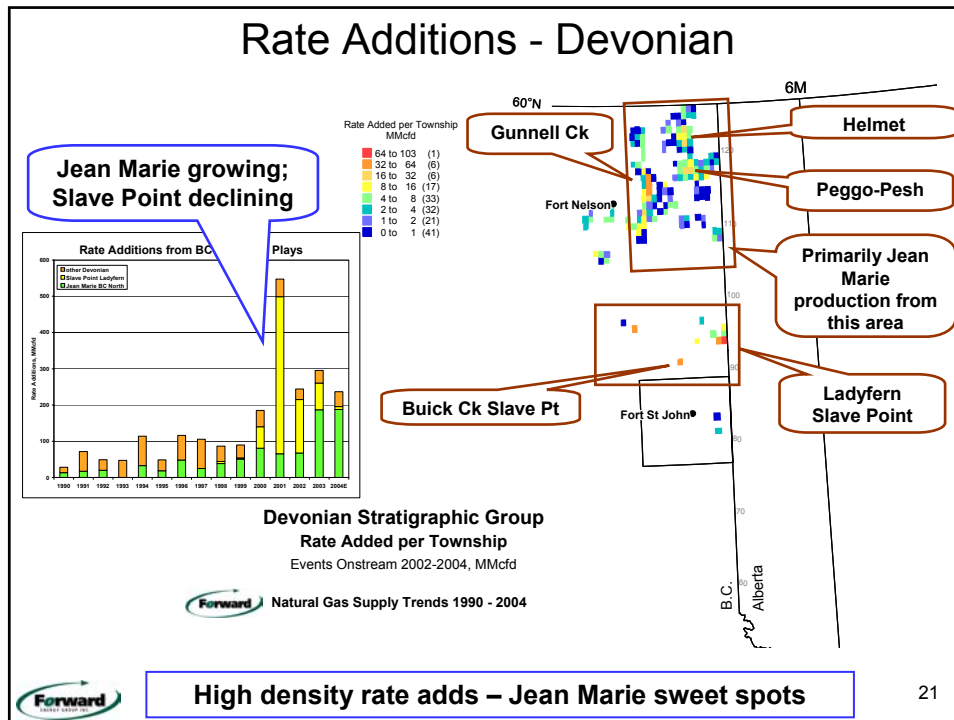 Rate Additions - Devonian
Jean Marie growing;
Slave Point declining
Rate Additions from BC
Plays
other Devonian
Slave Point Ladyfern
Jean Marie BC North
Rate Additions, MMcfd
600
500
400
300
200
100
0
1990 1991 1992 1993 1994 1995 1996 1997 1998 1999 2000 2001 2002 2003 2004E
Rate Added per Township
MMcfd
64 to 103 (1)
32 to 64 (6)
16 to 32 (6)
8 to 16 (17)
4 to 8 (33)
2 to 4 (32)
1 to 2 (21)
0 to 1 (41)
60°N
6M
Gunnell Ck
Helmet
Peggo-Pesh
Fort Nelson
Primarily Jean
Marie
production from
this area
Buick Ck Slave Pt
Ladyfern
Slave Point
Fort St John
120
110
100
90
80
70
60
B.C.
Alberta
Devonian Stratigraphic Group
Rate Added per Township
Events Onstream 2002-2004, MMcfd
Forward
Natural Gas Supply Trends 1990 - 2004
Forward
ENERGY GROUP INC.
High density rate adds – Jean Marie sweet spots
21